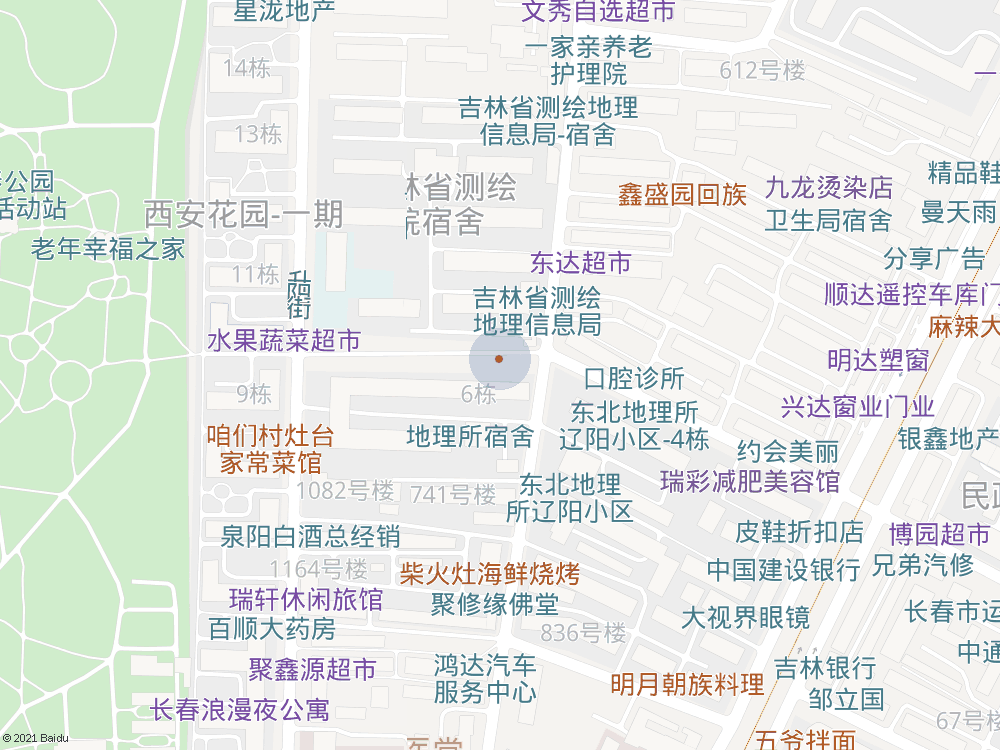 星泷地产
文秀自选超市
一家亲养老
护理院
14栋
612号楼
吉林省测绘地理
信息局-宿舍
13栋
公园
活动站
林省测绘
院宿舍
鑫盛园回族
九龙烫染店
精品鞋
卫生局宿舍
曼天雨
西安花园-一期
老年幸福之家
11栋
东达超市
分享广告
吉林省测绘
地理信息局
顺达遥控车库门
麻辣大
水果蔬菜超市
明达塑窗
口腔诊所
9栋
6栋
兴达窗业门业
东北地理所
辽阳小区-4栋
咱们村灶台
家常菜馆
地理所宿舍
约会美丽
银鑫地产
瑞彩减肥美容馆
1082号楼
741号楼
东北地理
所辽阳小区
民政
泉阳白酒总经销
皮鞋折扣店
博园超市
1164号楼
柴火灶海鲜烧烤
中国建设银行
兄弟汽修
瑞轩休闲旅馆
聚修缘佛堂
大视界眼镜
长春市运
百顺大药房
836号楼
中通
聚鑫源超市
鸿达汽车
服务中心
吉林银行
明月朝族料理
邹立国
长春浪漫夜公寓
67号楼
五爷拌面
© 2021 Baidu